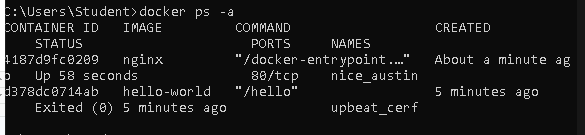 C:\Users\Student>docker ps -a
CONTAINER ID   IMAGE         COMMAND                  CREATED
    STATUS                     PORTS     NAMES
4187d9fc0209   nginx         "/docker-entrypoint.…"   About a minute ag
o   Up 58 seconds              80/tcp    nice_austin
d378dc0714ab   hello-world   "/hello"                 5 minutes ago
    Exited (0) 5 minutes ago             upbeat_cerf